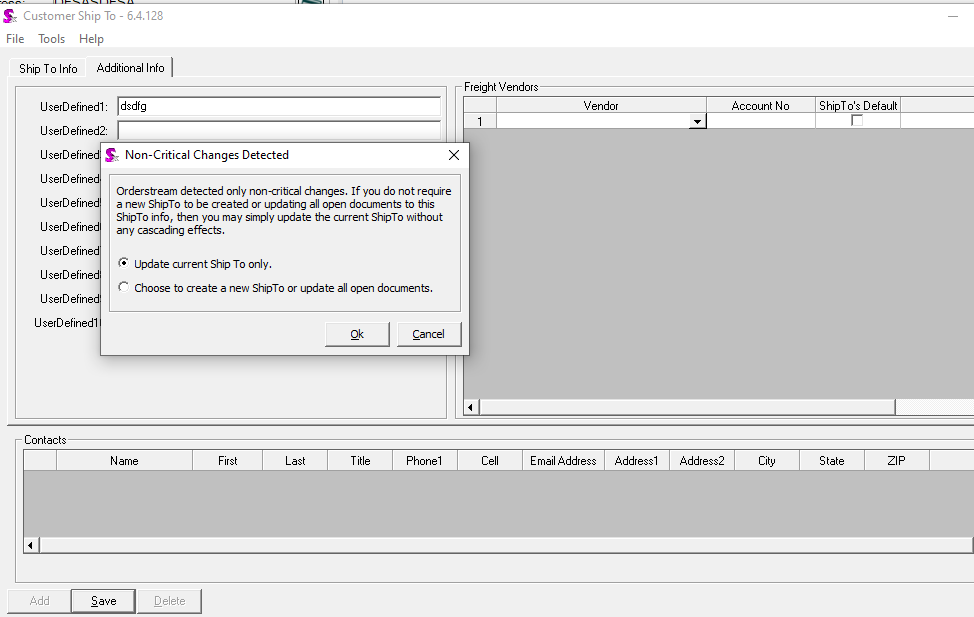 Customer Ship To - 6.4.128
File Tools Help
Ship To Info Additional Info
UserDefined1: dsdfg
UserDefined2:
Freight Vendors
Vendor Account No ShipTo's Default
1
Non-Critical Changes Detected
Orderstream detected only non-critical changes. If you do not require
a new ShipTo to be created or updating all open documents to this
ShipTo info, then you may simply update the current ShipTo without
any cascading effects.
Update current Ship To only.
Choose to create a new ShipTo or update all open documents.
Ok Cancel
UserDefined
UserDefined
UserDefined
UserDefined
UserDefined
UserDefined
UserDefined
UserDefined1
Contacts
Name First Last Title Phone1 Cell Email Address Address1 Address2 City State ZIP
Add Save Delete